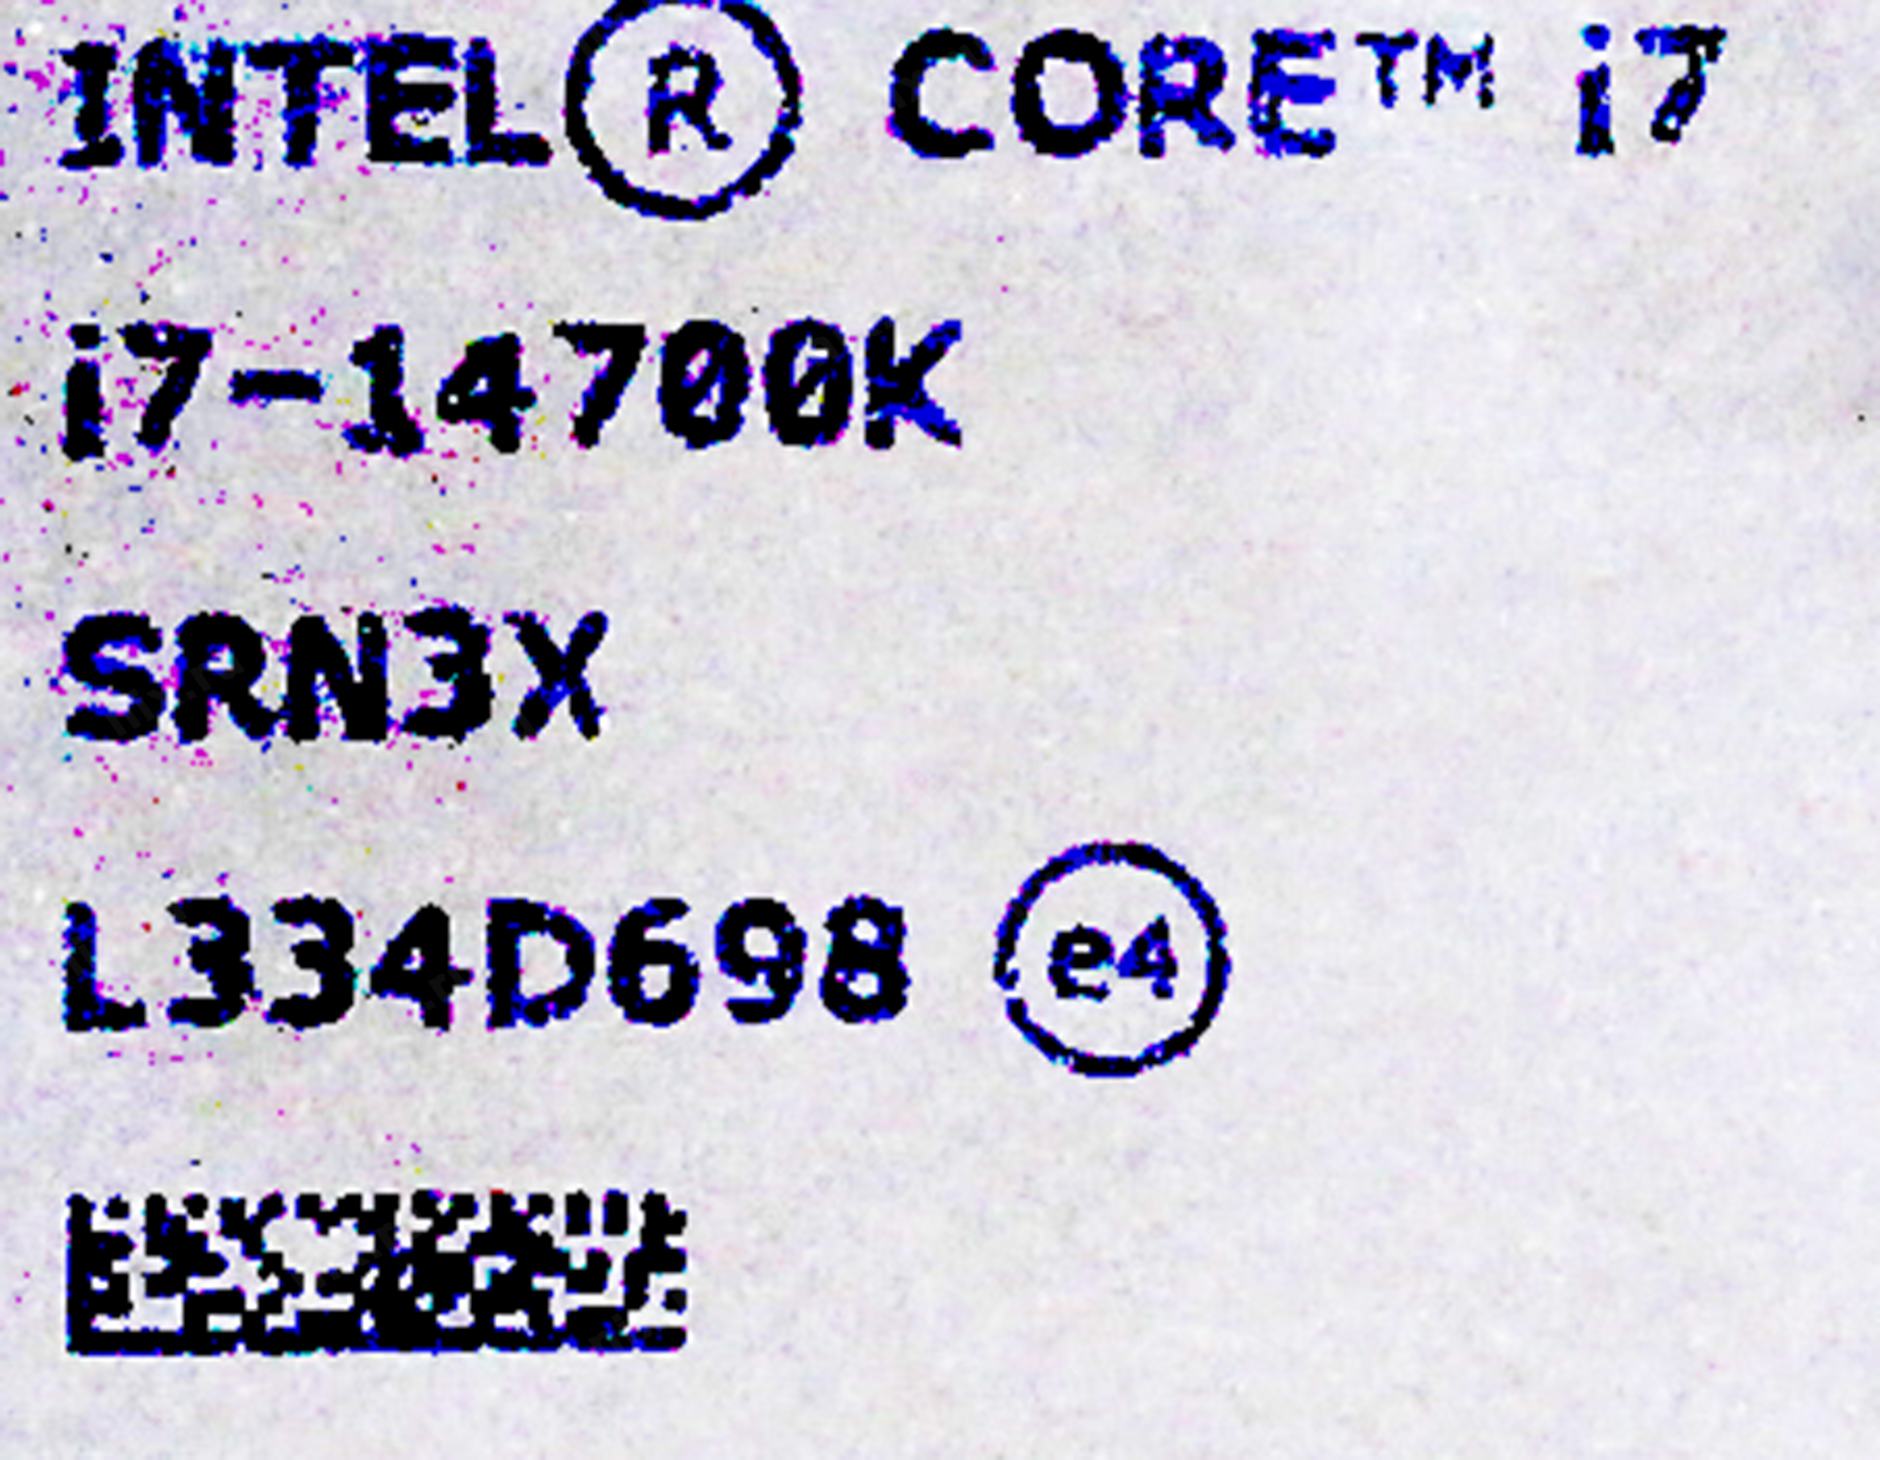 INTEL® CORE™ i7
i7-14700K
SRN3X
L334D698 e4